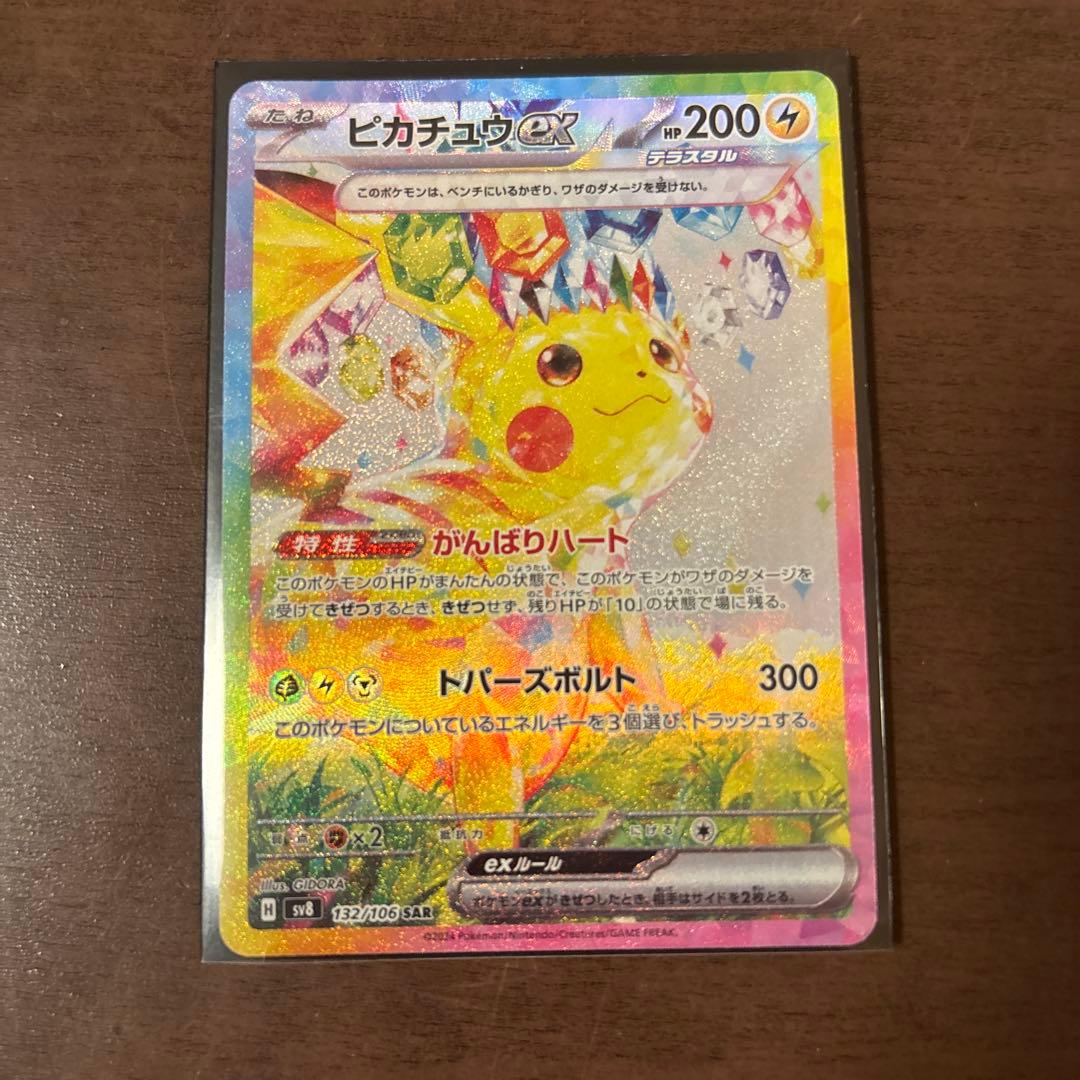 たね ピカチュウex HP200
テラスタル
このポケモンは、ベンチにいるかぎり、ワザのダメージを受けない。
特性 がんばりハート
このポケモンのHPがまんたんの状態で、このポケモンがワザのダメージを
受けてきぜつするとき、きぜつせず、残りHPが「10」の状態で場に残る。
トパーズボルト 300
このポケモンについているエネルギーを3個選び、トラッシュする。
弱点 ×2 抵抗力 にげる
exルール
ポケモンexがきぜつしたとき、相手はサイドを2枚とる。
Illus. GIDORA
H sv8 132/106 SAR
©2024 Pokémon/Nintendo/Creatures/GAME FREAK.